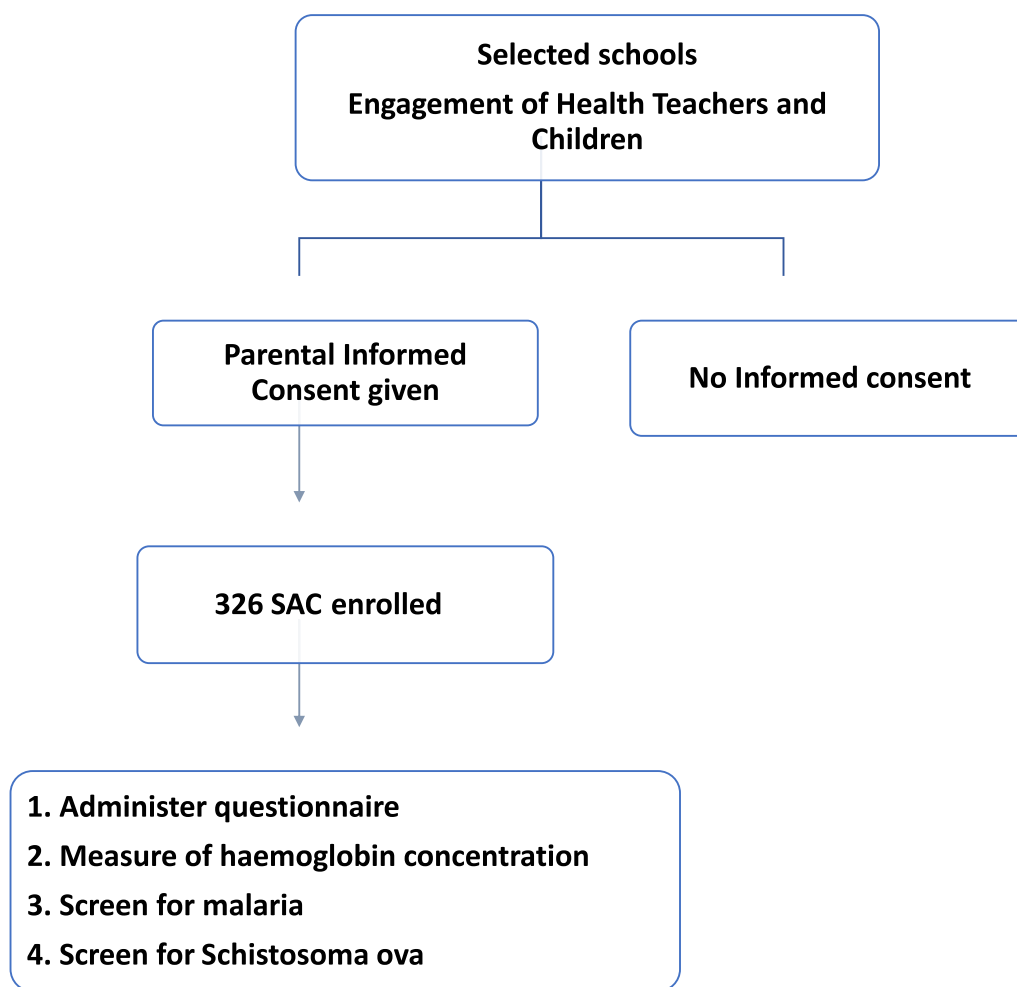 Selected schools
Engagement of Health Teachers and
Children
Parental Informed
Consent given
No Informed consent
326 SAC enrolled
1. Administer questionnaire
2. Measure of haemoglobin concentration
3. Screen for malaria
4. Screen for Schistosoma ova